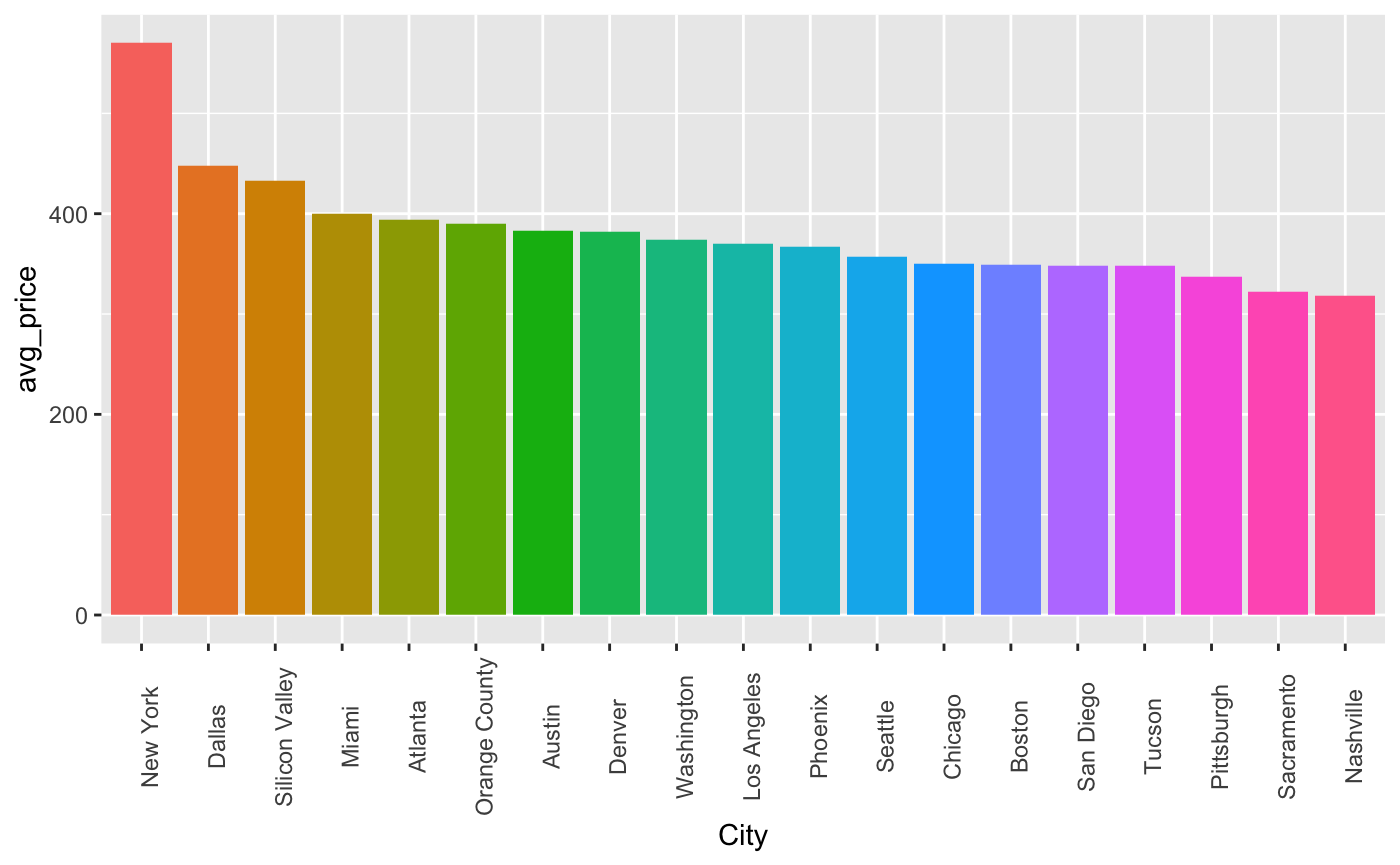 avg_price
400
200
0
New York
Dallas
Silicon Valley
Miami
Atlanta
Orange County
Austin
Denver
Washington
Los Angeles
Phoenix
Seattle
Chicago
Boston
San Diego
Tucson
Pittsburgh
Sacramento
Nashville
City